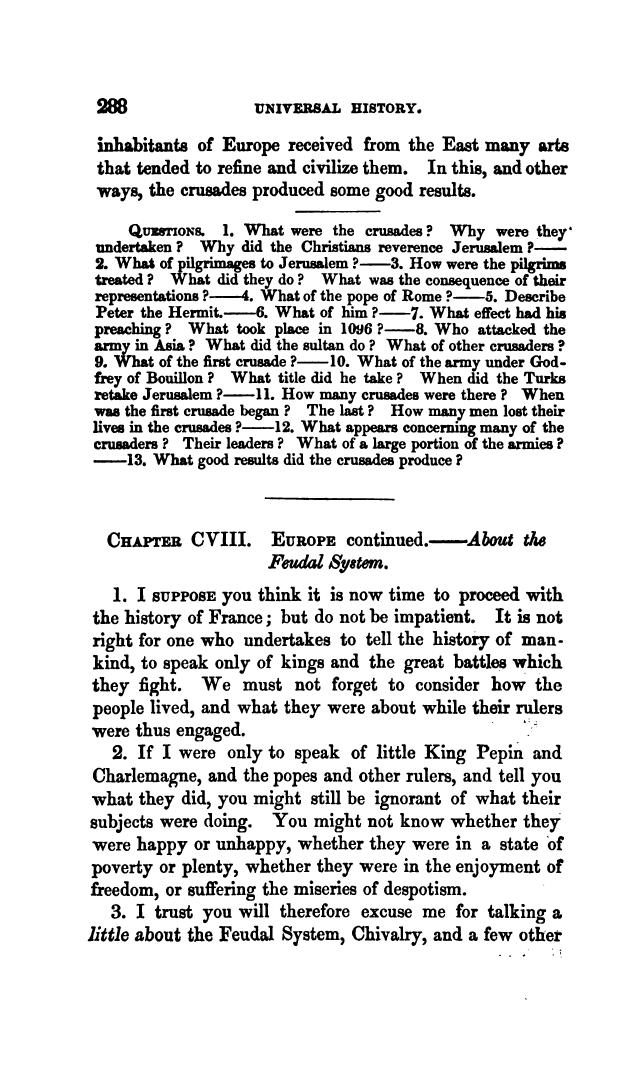 288 UNIVERSAL HISTORY.
inhabitants of Europe received from the East many arts
that tended to refine and civilize them. In this, and other
ways, the crusades produced some good results.
QUESTIONS. 1. What were the crusades? Why were they
undertaken? Why did the Christians reverence Jerusalem?——
2. What of pilgrimages to Jerusalem?——3. How were the pilgrims
treated? What did they do? What was the consequence of their
representations?——4. What of the pope of Rome?——5. Describe
Peter the Hermit.——6. What of him?——7. What effect had his
preaching? What took place in 1096?——8. Who attacked the
army in Asia? What did the sultan do? What of other crusaders?
9. What of the first crusade?——10. What of the army under God-
frey of Bouillon? What title did he take? When did the Turks
retake Jerusalem?——11. How many crusades were there? When
was the first crusade began? The last? How many men lost their
lives in the crusades?——12. What appears concerning many of the
crusaders? Their leaders? What of a large portion of the armies?
——13. What good results did the crusades produce?
CHAPTER CVIII. EUROPE continued.——About the
Feudal System.
1. I SUPPOSE you think it is now time to proceed with
the history of France; but do not be impatient. It is not
right for one who undertakes to tell the history of man-
kind, to speak only of kings and the great battles which
they fight. We must not forget to consider how the
people lived, and what they were about while their rulers
were thus engaged.
2. If I were only to speak of little King Pepin and
Charlemagne, and the popes and other rulers, and tell you
what they did, you might still be ignorant of what their
subjects were doing. You might not know whether they
were happy or unhappy, whether they were in a state of
poverty or plenty, whether they were in the enjoyment of
freedom, or suffering the miseries of despotism.
3. I trust you will therefore excuse me for talking a
little about the Feudal System, Chivalry, and a few other